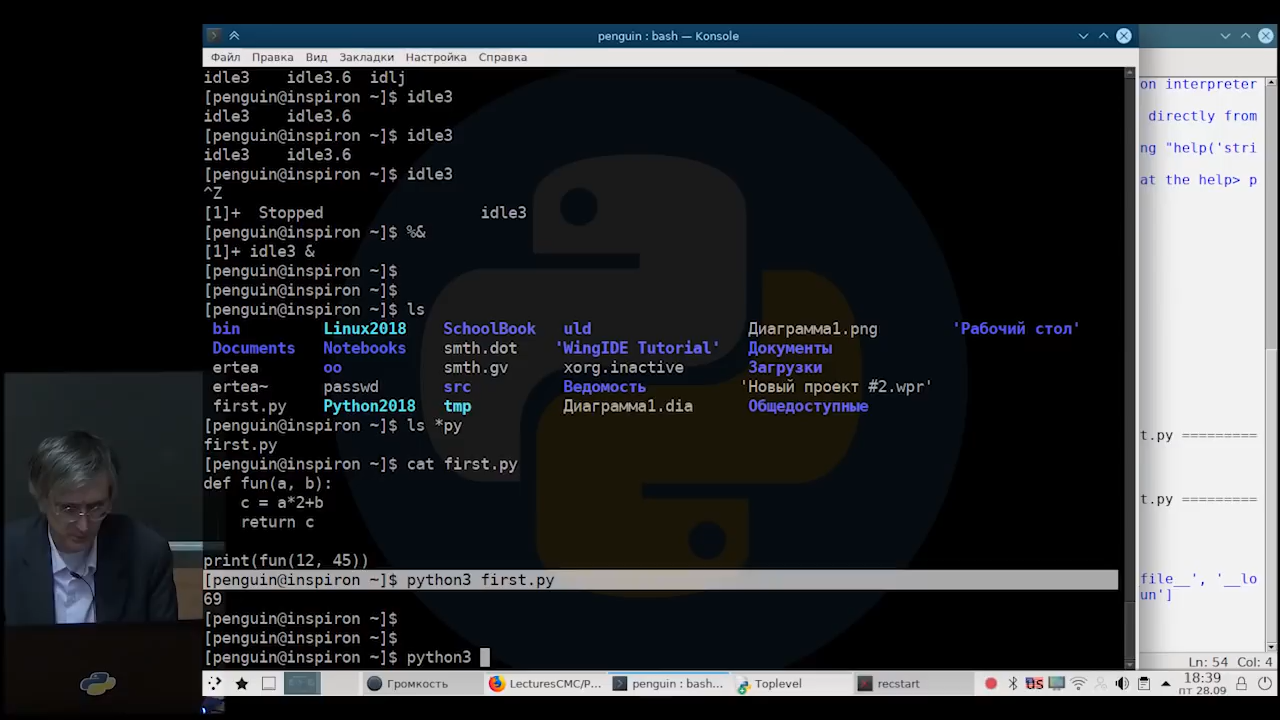 penguin : bash — Konsole
Файл Правка Вид Закладки Настройка Справка
idle3 idle3.6 idlj
[penguin@inspiron ~]$ idle3
idle3 idle3.6
[penguin@inspiron ~]$ idle3
idle3 idle3.6
[penguin@inspiron ~]$ idle3
^Z
[1]+ Stopped idle3
[penguin@inspiron ~]$ %&
[1]+ idle3 &
[penguin@inspiron ~]$
[penguin@inspiron ~]$
[penguin@inspiron ~]$ ls
bin Linux2018 SchoolBook uld Диаграмма1.png 'Рабочий стол'
Documents Notebooks smth.dot 'WingIDE Tutorial' Документы
ertea oo smth.gv xorg.inactive Загрузки
ertea~ passwd src Ведомость 'Новый проект #2.wpr'
first.py Python2018 tmp Диаграмма1.dia Общедоступные
[penguin@inspiron ~]$ ls *py
first.py
[penguin@inspiron ~]$ cat first.py
def fun(a, b):
    c = a*2+b
    return c

print(fun(12, 45))
[penguin@inspiron ~]$ python3 first.py
69
[penguin@inspiron ~]$
[penguin@inspiron ~]$
[penguin@inspiron ~]$ python3
on interpreter
directly from
ng "help('stri
at the help> p
t.py =========
t.py =========
file__', '__lo
un']
Ln: 54 Col: 4
Громкость LecturesCMC/P... penguin : bash... Toplevel recstart US 18:39
пт 28.09